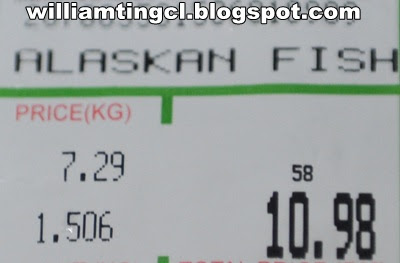 williamtingcl.blogspot.com
ALASKAN FISH
PRICE(KG)
7.29
58
1.506
10.98